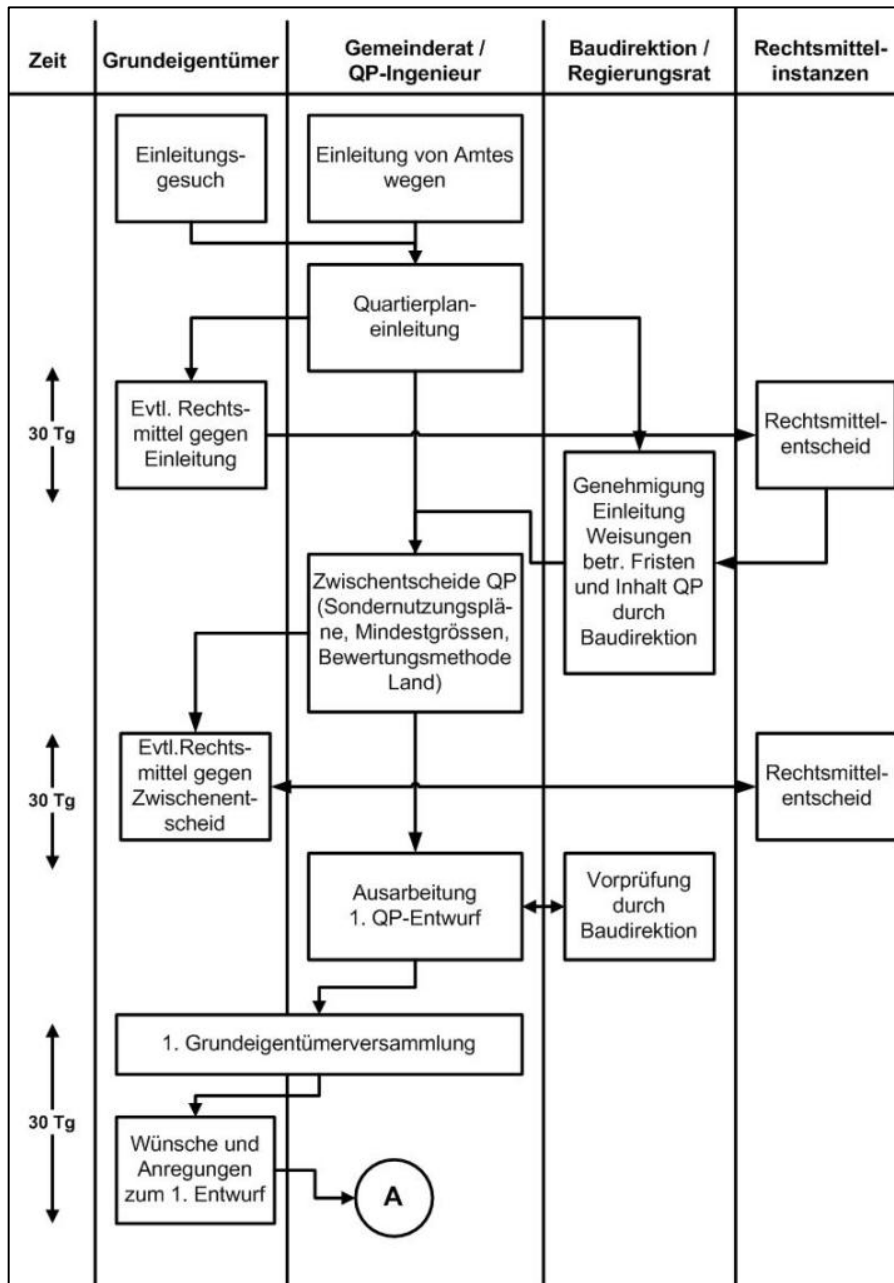 Zeit
Grundeigentümer
Gemeinderat /
QP-Ingenieur
Baudirektion /
Regierungsrat
Rechtsmittel-
instanzen
Einleitungs-
gesuch
Einleitung von Amtes
wegen
Quartierplan-
einleitung
30 Tg
Evtl. Rechts-
mittel gegen
Einleitung
Rechtsmittel-
entscheid
Genehmigung
Einleitung
Weisungen
betr. Fristen
und Inhalt QP
durch
Baudirektion
Zwischentscheide QP
(Sondernutzungsplä-
ne, Mindestgrössen,
Bewertungsmethode
Land)
30 Tg
Evtl.Rechts-
mittel gegen
Zwischenent-
scheid
Rechtsmittel-
entscheid
Ausarbeitung
1. QP-Entwurf
Vorprüfung
durch
Baudirektion
1. Grundeigentümerversammlung
30 Tg
Wünsche und
Anregungen
zum 1. Entwurf
A